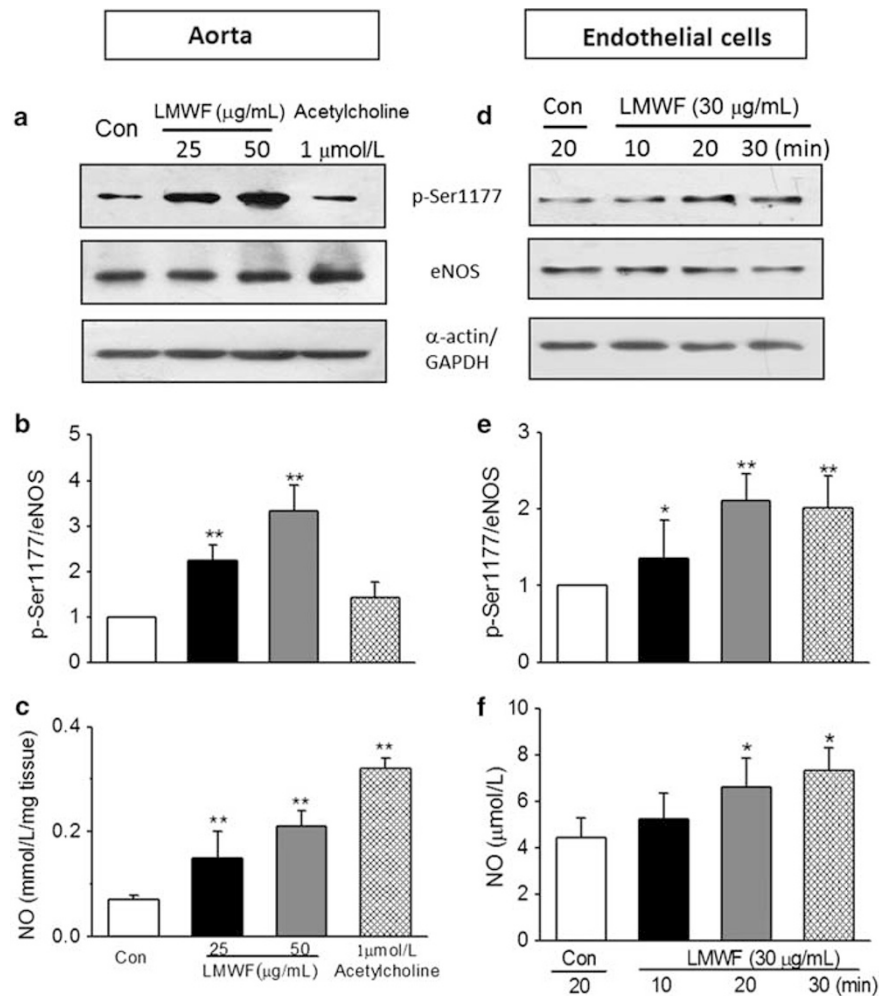 Aorta
Endothelial cells
a
Con
LMWF (μg/mL)
Acetylcholine
25
50
1 μmol/L
d
Con
LMWF (30 μg/mL)
20
10
20
30 (min)
p-Ser1177
eNOS
α-actin/
GAPDH
b
p-Ser1177/eNOS
5
4
3
2
1
0
**
**
e
p-Ser1177/eNOS
3
2
1
0
*
**
**
c
NO (mmol/L/mg tissue)
0.4
0.2
0.0
**
**
**
Con
25
50
LMWF(μg/mL)
1μmol/L
Acetylcholine
f
NO (μmol/L)
10
8
6
4
2
0
*
*
Con
20
LMWF (30 μg/mL)
10
20
30 (min)